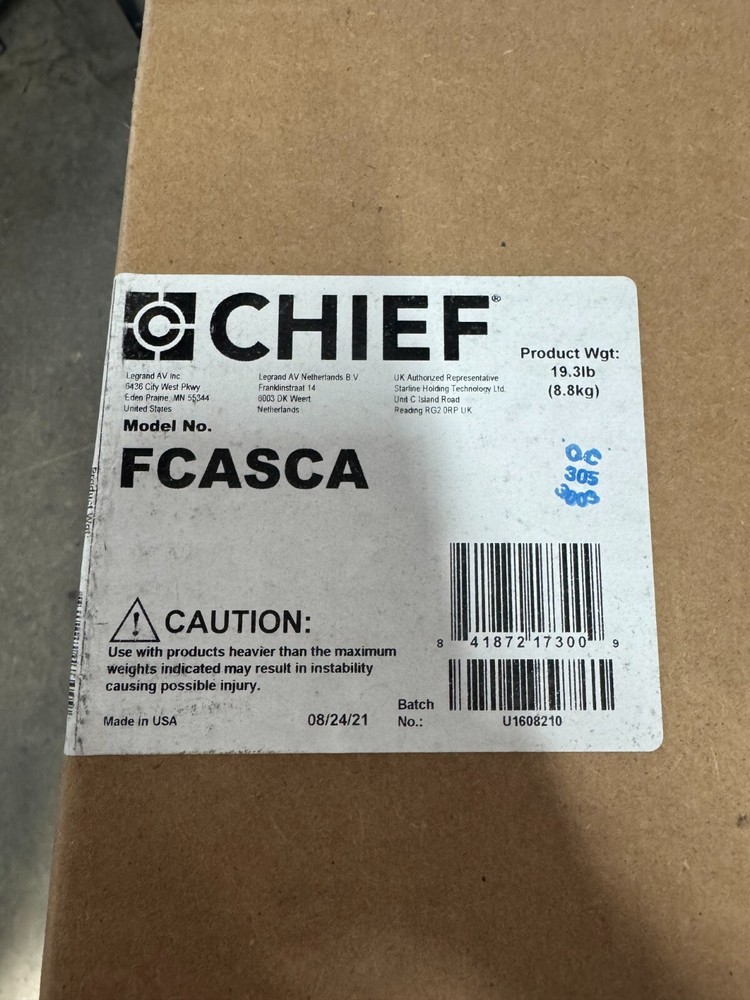 CHIEF®
Product Wgt:
19.3lb
(8.8kg)
Legrand AV Inc
6436 City West Pkwy
Eden Prairie, MN 55344
United States
Legrand AV Netherlands B.V.
Franklinstraat 14
6003 DK Weert
Netherlands
UK Authorized Representative
Starline Holding Technology Ltd.
Unit C Island Road
Reading RG2 0RP UK
Model No.
FCASCA
QC
305
CAUTION:
Use with products heavier than the maximum
weights indicated may result in instability
causing possible injury.
8 41872 17300 9
Made in USA
08/24/21
Batch
No.:
U1608210